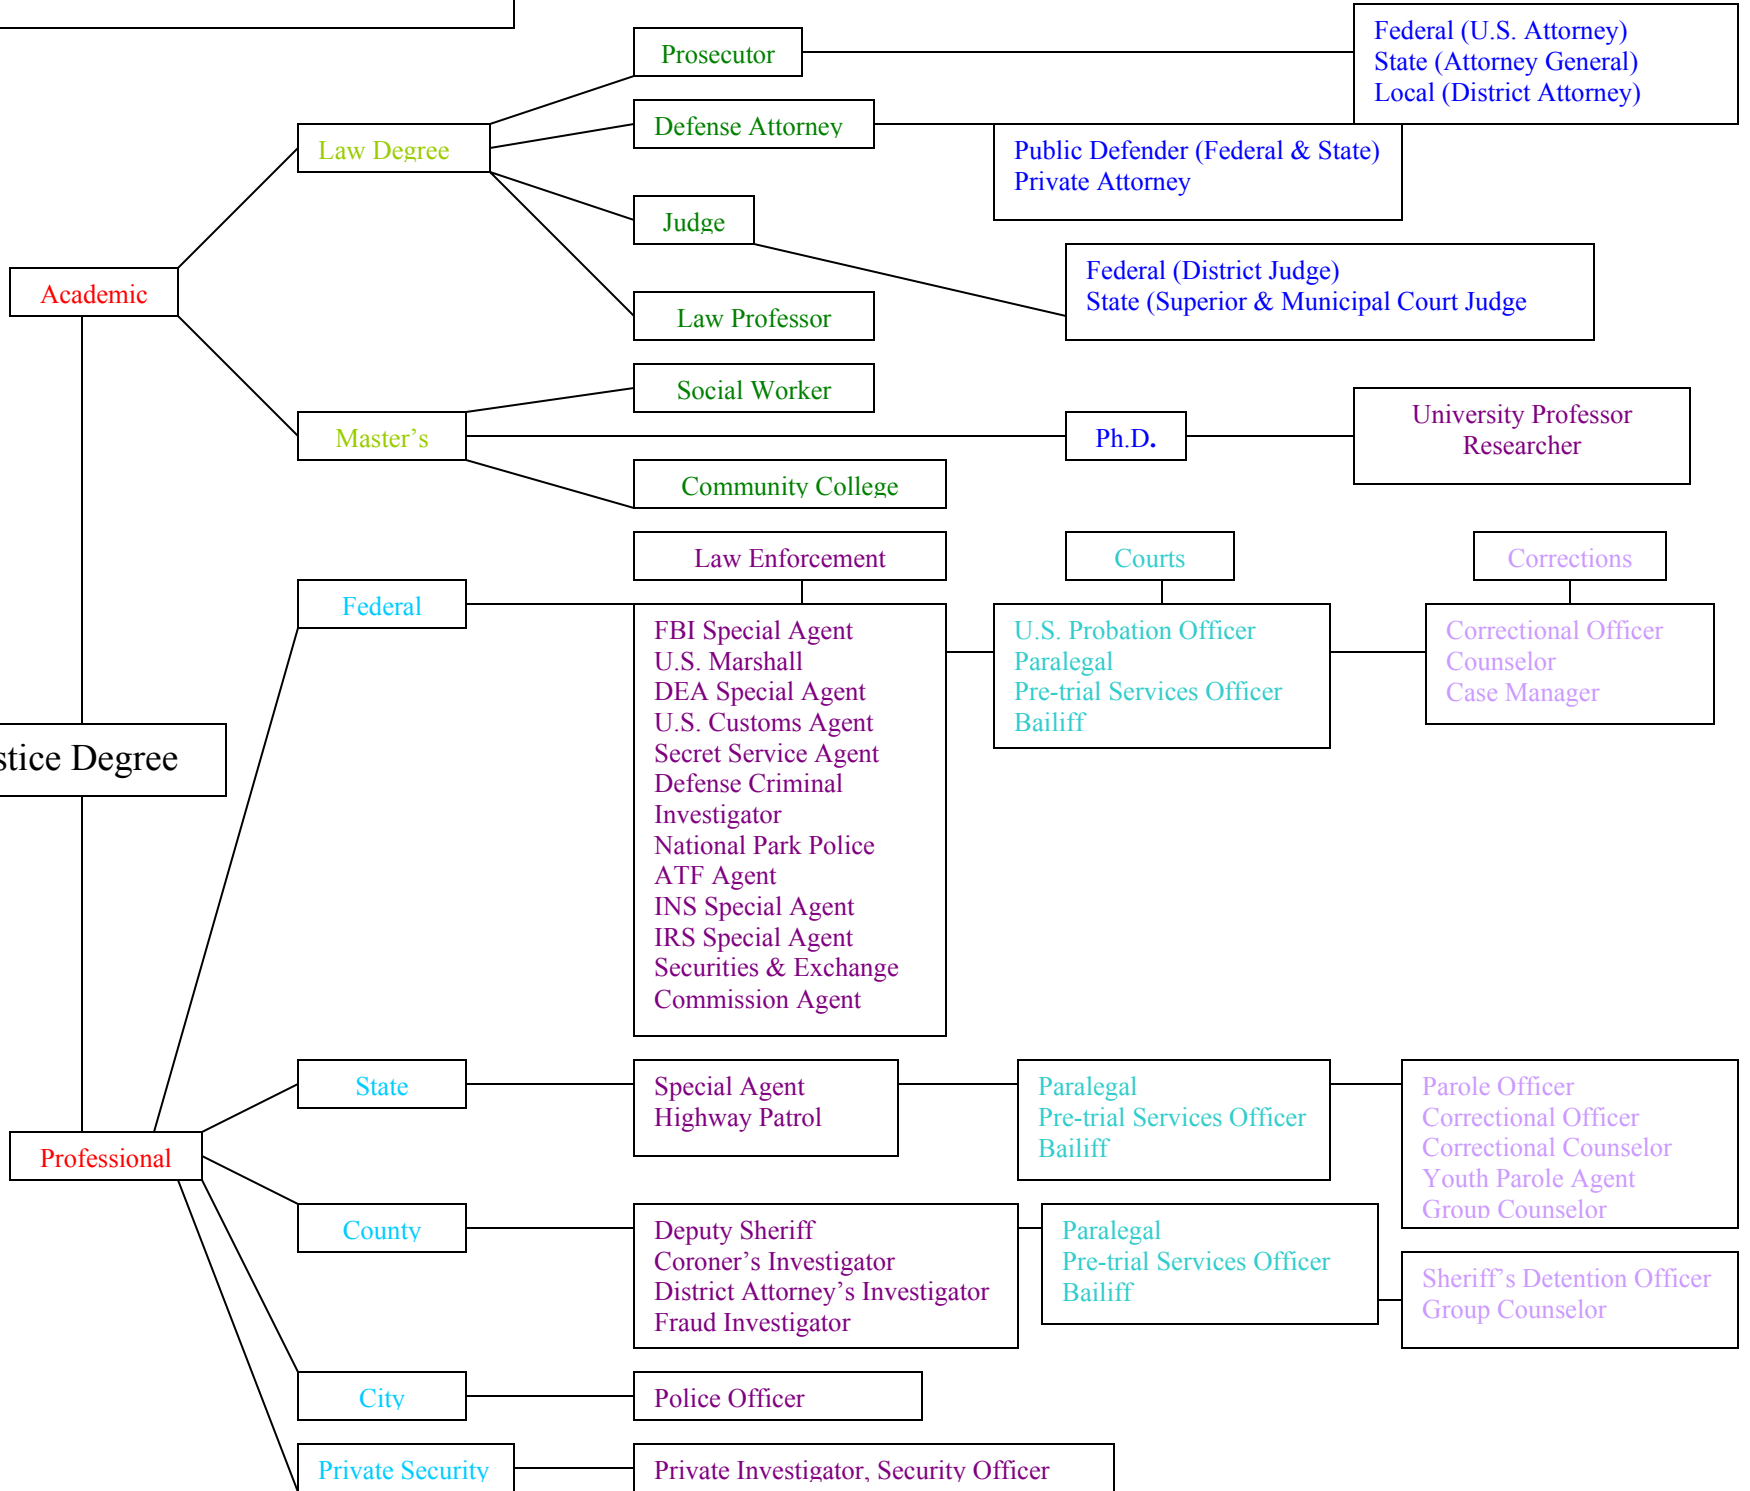 Prosecutor
Federal (U.S. Attorney)
State (Attorney General)
Local (District Attorney)
Defense Attorney
Law Degree
Public Defender (Federal & State)
Private Attorney
Judge
Federal (District Judge)
State (Superior & Municipal Court Judge
Academic
Law Professor
Social Worker
Master's
Ph.D.
University Professor
Researcher
Community College
Law Enforcement
Courts
Corrections
Federal
FBI Special Agent
U.S. Marshall
DEA Special Agent
U.S. Customs Agent
Secret Service Agent
Defense Criminal
Investigator
National Park Police
ATF Agent
INS Special Agent
IRS Special Agent
Securities & Exchange
Commission Agent
U.S. Probation Officer
Paralegal
Pre-trial Services Officer
Bailiff
Correctional Officer
Counselor
Case Manager
stice Degree
State
Special Agent
Highway Patrol
Paralegal
Pre-trial Services Officer
Bailiff
Parole Officer
Correctional Officer
Correctional Counselor
Youth Parole Agent
Group Counselor
Professional
County
Deputy Sheriff
Coroner's Investigator
District Attorney's Investigator
Fraud Investigator
Paralegal
Pre-trial Services Officer
Bailiff
Sheriff's Detention Officer
Group Counselor
City
Police Officer
Private Security
Private Investigator, Security Officer